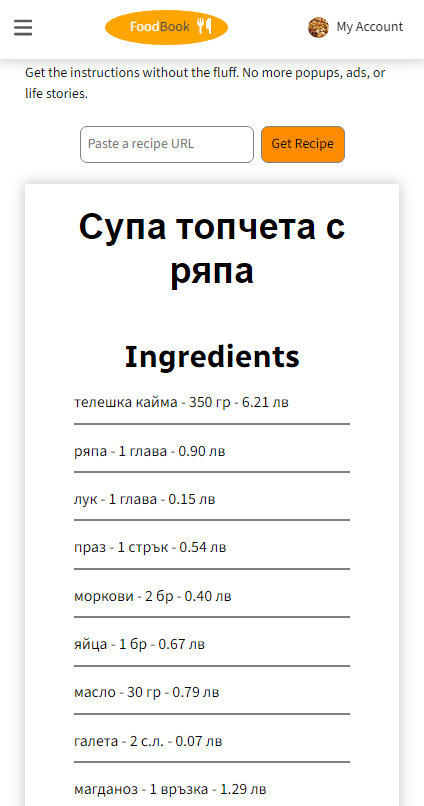 FoodBook
My Account
Get the instructions without the fluff. No more popups, ads, or
life stories.
Paste a recipe URL
Get Recipe
Супа топчета с
ряпа
Ingredients
телешка кайма - 350 гр - 6.21 лв
ряпа - 1 глава - 0.90 лв
лук - 1 глава - 0.15 лв
праз - 1 стрък - 0.54 лв
моркови - 2 бр - 0.40 лв
яйца - 1 бр - 0.67 лв
масло - 30 гр - 0.79 лв
галета - 2 с.л. - 0.07 лв
магданоз - 1 връзка - 1.29 лв